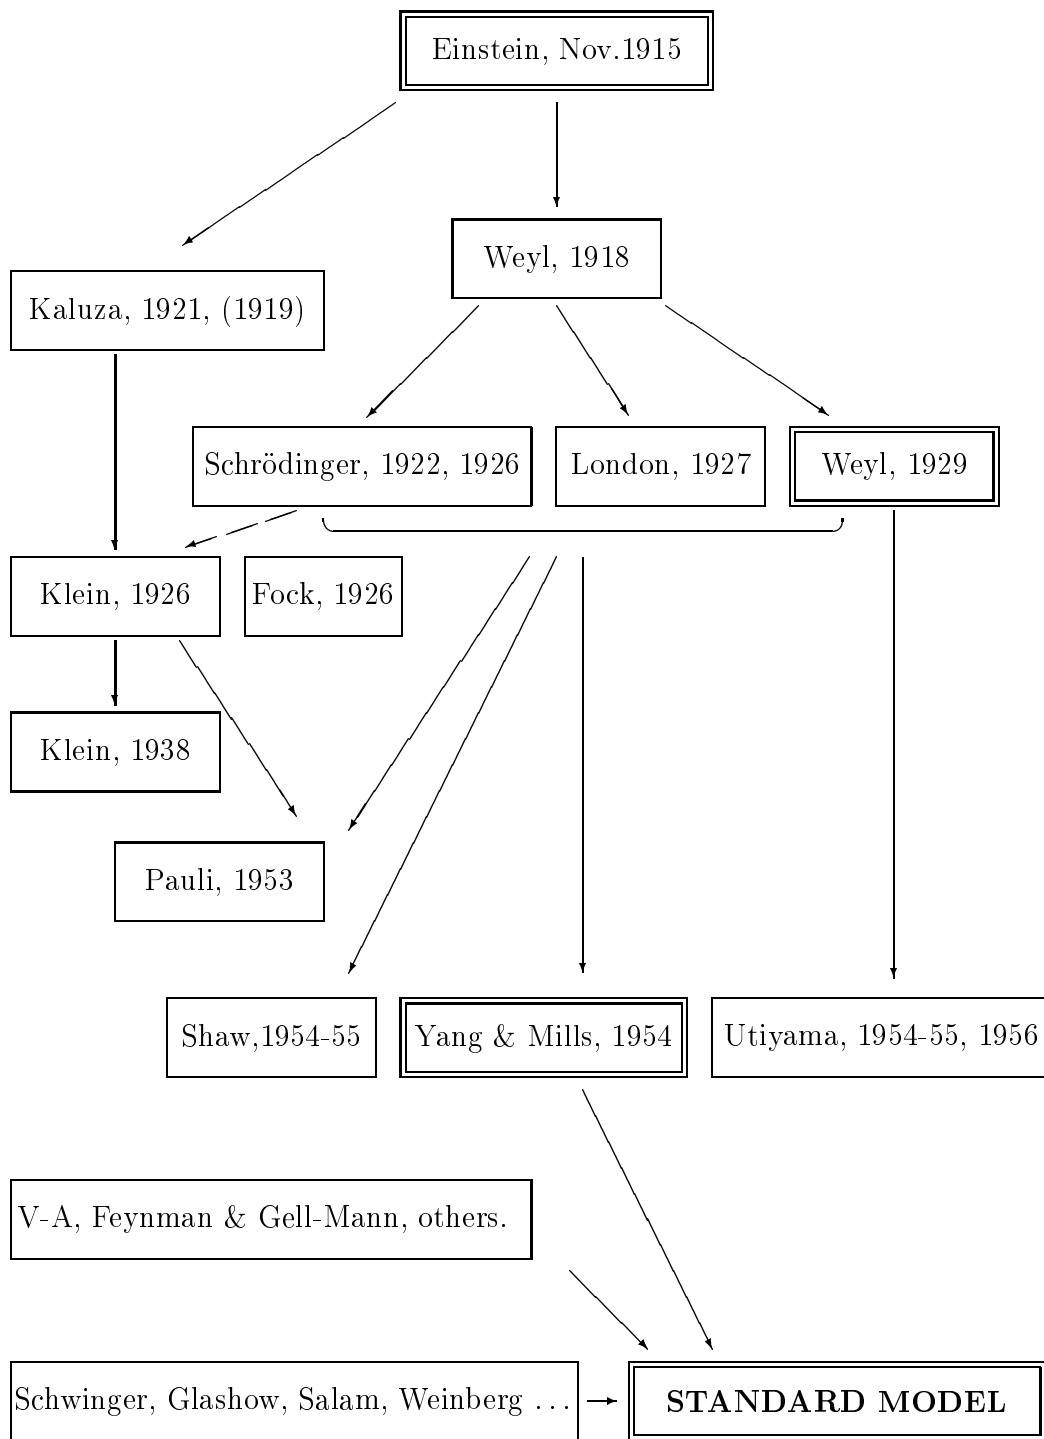 Einstein, Nov.1915
Weyl, 1918
Kaluza, 1921, (1919)
Schrödinger, 1922, 1926
London, 1927
Weyl, 1929
Klein, 1926
Fock, 1926
Klein, 1938
Pauli, 1953
Shaw,1954-55
Yang & Mills, 1954
Utiyama, 1954-55, 1956
V-A, Feynman & Gell-Mann, others.
Schwinger, Glashow, Salam, Weinberg ...
STANDARD MODEL